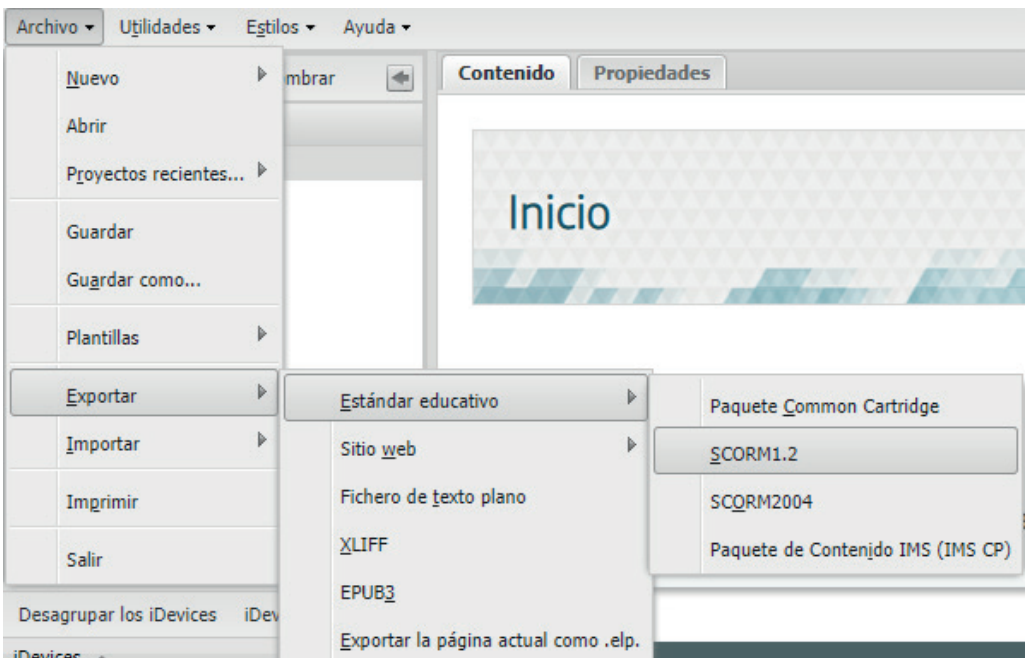 Archivo Utilidades Estilos Ayuda
Nuevo
mbrar
Contenido Propiedades
Abrir
Proyectos recientes...
Inicio
Guardar
Guardar como...
Plantillas
Exportar
Importar
Imprimir
Salir
Estándar educativo
Sitio web
Fichero de texto plano
XLIFF
EPUB3
Exportar la página actual como .elp.
Paquete Common Cartridge
SCORM1.2
SCORM2004
Paquete de Contenido IMS (IMS CP)
Desagrupar los iDevices iDev
iDevices